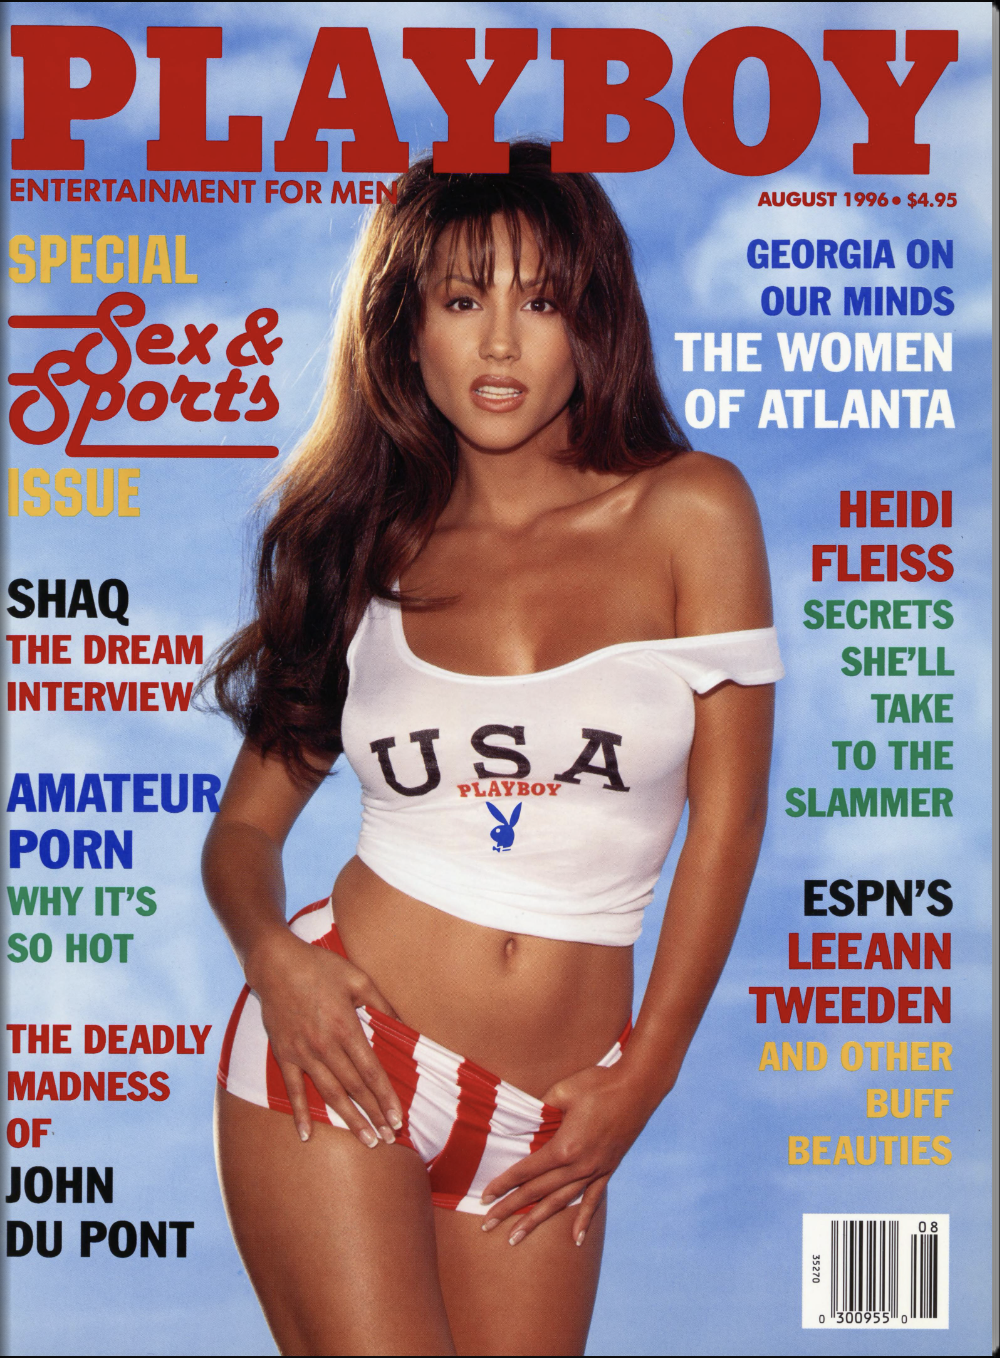 PLAYBOY
ENTERTAINMENT FOR MEN
AUGUST 1996 • $4.95
SPECIAL
Sex &
Sports
ISSUE
SHAQ
THE DREAM
INTERVIEW
AMATEUR
PORN
WHY IT'S
SO HOT
THE DEADLY
MADNESS
OF
JOHN
DU PONT
GEORGIA ON
OUR MINDS
THE WOMEN
OF ATLANTA
HEIDI
FLEISS
SECRETS
SHE'LL
TAKE
TO THE
SLAMMER
ESPN'S
LEEANN
TWEEDEN
AND OTHER
BUFF
BEAUTIES
USA
PLAYBOY
08
35270
0 300955 0